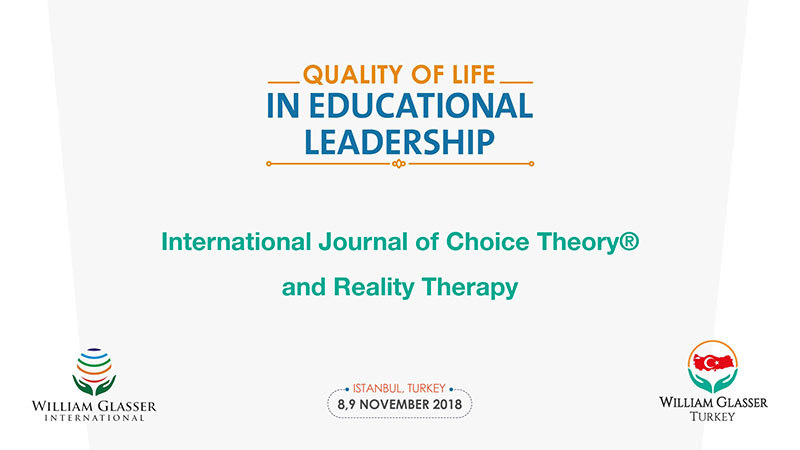 QUALITY OF LIFE
IN EDUCATIONAL
LEADERSHIP
International Journal of Choice Theory®
and Reality Therapy
WILLIAM GLASSER
INTERNATIONAL
ISTANBUL, TURKEY
8,9 NOVEMBER 2018
WILLIAM GLASSER
TURKEY